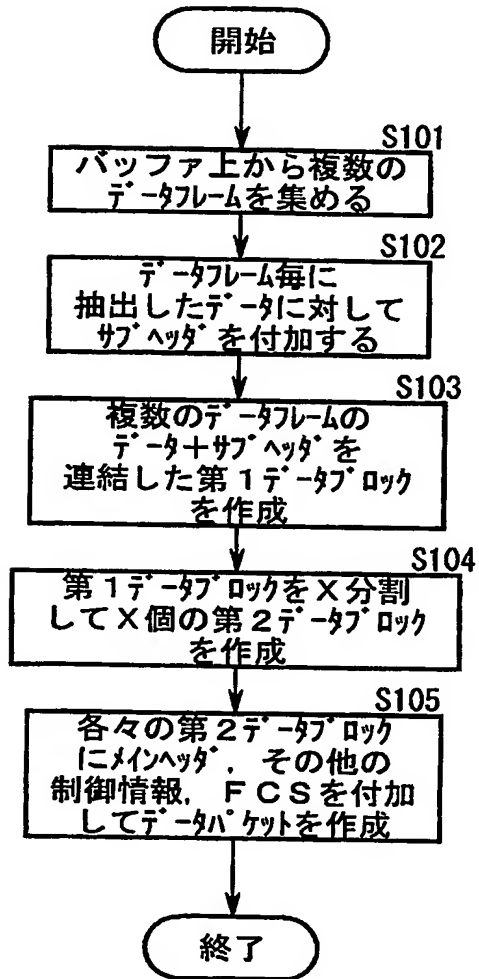 開始
S101
バッファ上から複数の
データフレームを集める
S102
データフレーム毎に
抽出したデータに対して
サブヘッダを付加する
S103
複数のデータフレームの
データ+サブヘッダを
連結した第1データブロック
を作成
S104
第1データブロックをX分割
してX個の第2データブロック
を作成
S105
各々の第2データブロック
にメインヘッダ,その他の
制御情報,FCSを付加
してデータパケットを作成
終了